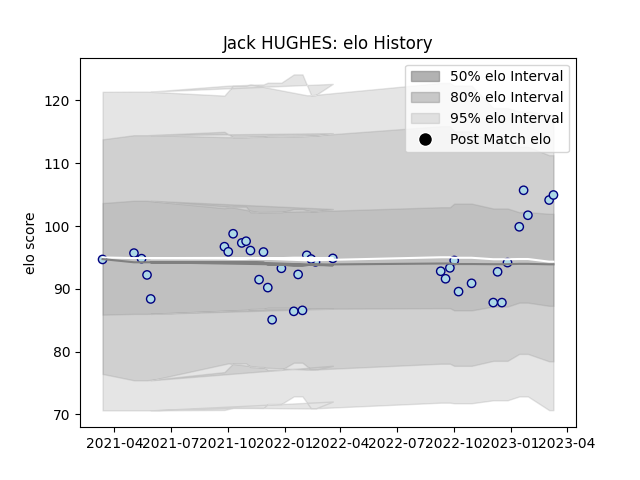 Jack HUGHES: elo History
50% elo Interval
80% elo Interval
95% elo Interval
Post Match elo
elo score
120
110
100
90
80
70
2021-04 2021-07 2021-10 2022-01 2022-04 2022-07 2022-10 2023-01 2023-04